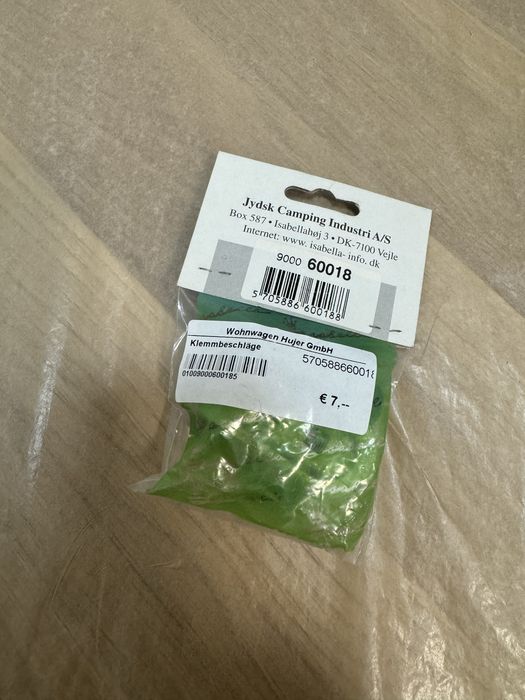 Jydsk Camping Industri A/S
Box 587 • Isabellahøj 3 • DK-7100 Vejle
Internet: www. isabella- info. dk
9000 60018
5 705886 600188
Wohnwagen Hujer GmbH
Klemmbeschläge
570588660018
01009000600185
€ 7,--